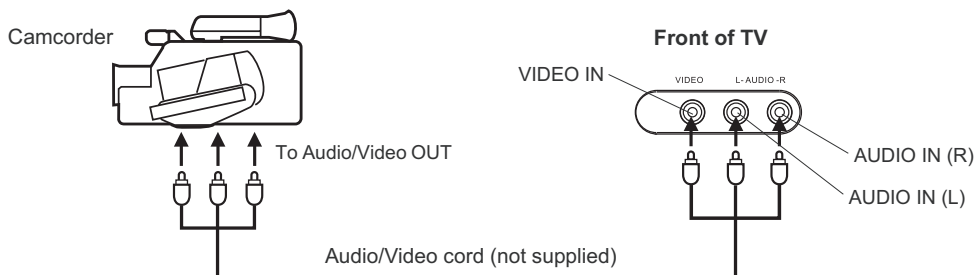 Camcorder
To Audio/Video OUT
Audio/Video cord (not supplied)
Front of TV
VIDEO IN
VIDEO
L- AUDIO -R
AUDIO IN (R)
AUDIO IN (L)